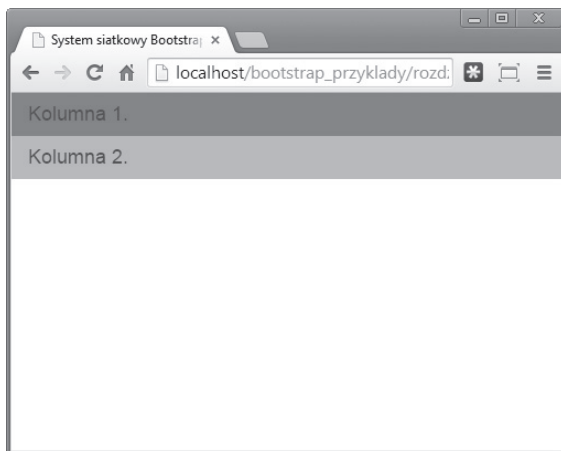 System siatkowy Bootstra
localhost/bootstrap_przyklady/rozd
Kolumna 1.
Kolumna 2.